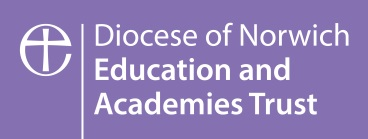 Diocese of Norwich
Education and
Academies Trust